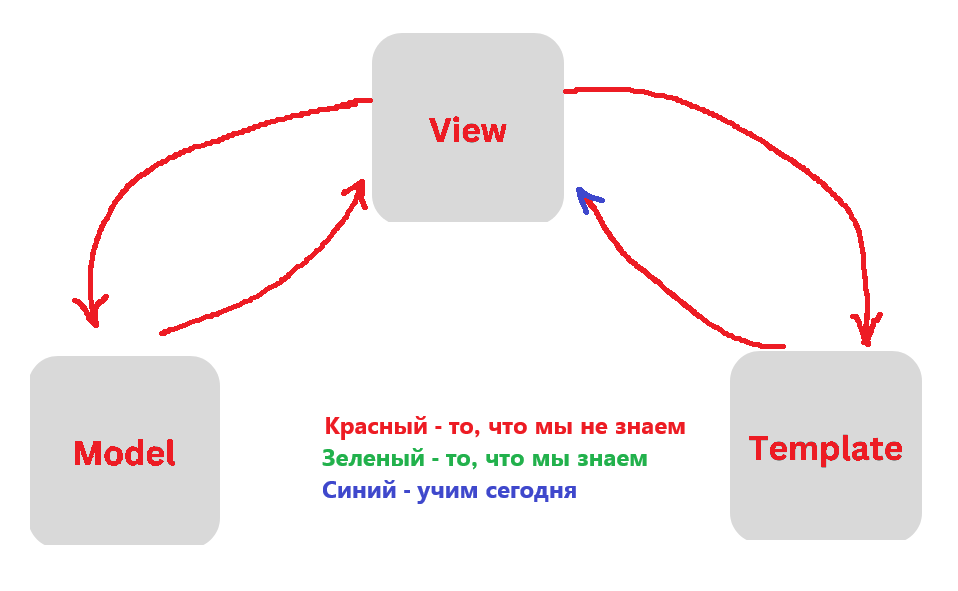 View
Model
Template
Красный - то, что мы не знаем
Зеленый - то, что мы знаем
Синий - учим сегодня